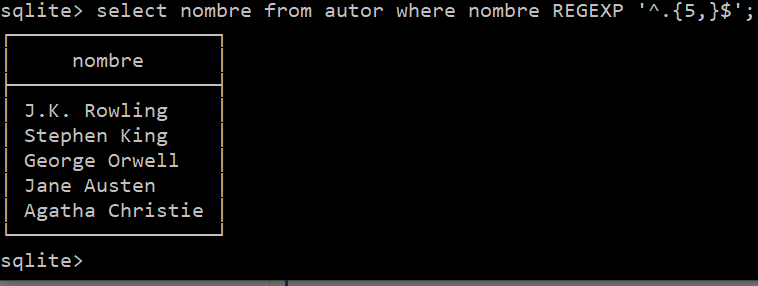 sqlite> select nombre from autor where nombre REGEXP '^.{5,}$';
nombre
J.K. Rowling
Stephen King
George Orwell
Jane Austen
Agatha Christie
sqlite>